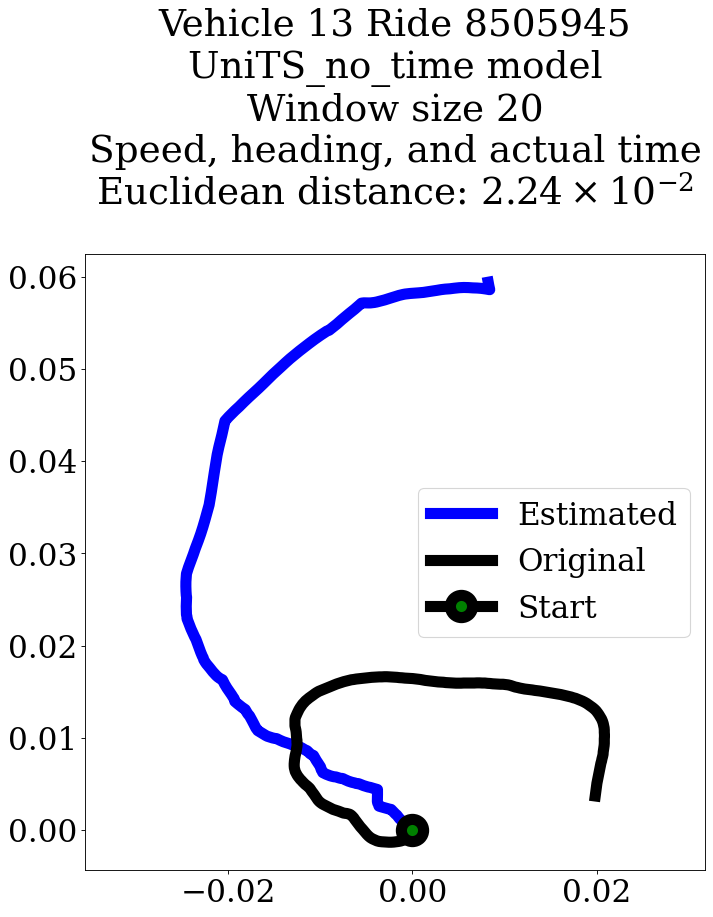 Vehicle 13 Ride 8505945
UniTS_no_time model
Window size 20
Speed, heading, and actual time
Euclidean distance: 2.24 × 10⁻²
0.06
0.05
0.04
0.03
0.02
0.01
0.00
Estimated
Original
Start
−0.02
0.00
0.02